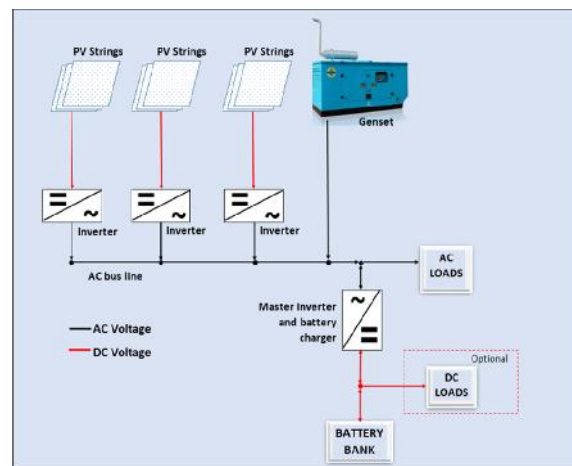 PV Strings
PV Strings
PV Strings
Genset
Inverter
Inverter
Inverter
AC bus line
AC
LOADS
Master Inverter
and battery
charger
AC Voltage
DC Voltage
Optional
DC
LOADS
BATTERY
BANK